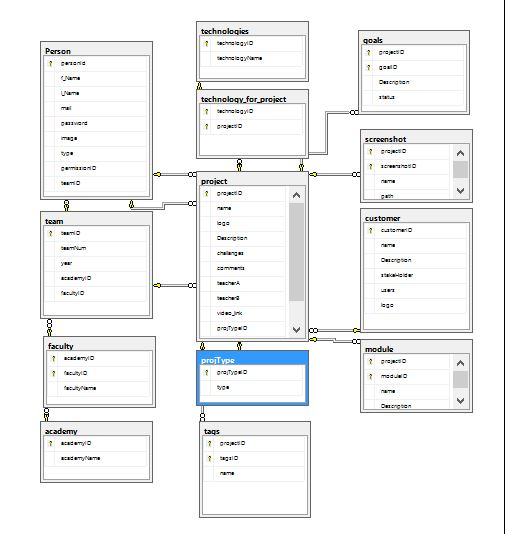 technologies
technologyID
technologyName
goals
projectID
goalID
Description
status
Person
personId
f_Name
l_Name
mail
password
image
type
permissionID
teamID
technology_for_project
technologyID
projectID
screenshot
projectID
screenshotID
name
path
project
projectID
name
logo
Description
challanges
comments
teacherA
teacherB
video_link
projTypeID
team
teamID
teamNum
year
academyID
facultyID
customer
customerID
name
Description
stakeHolder
users
logo
faculty
academyID
facultyID
facultyName
projType
projTypeID
type
module
projectID
moduleID
name
Description
academy
academyID
academyName
tags
projectID
tagsID
name